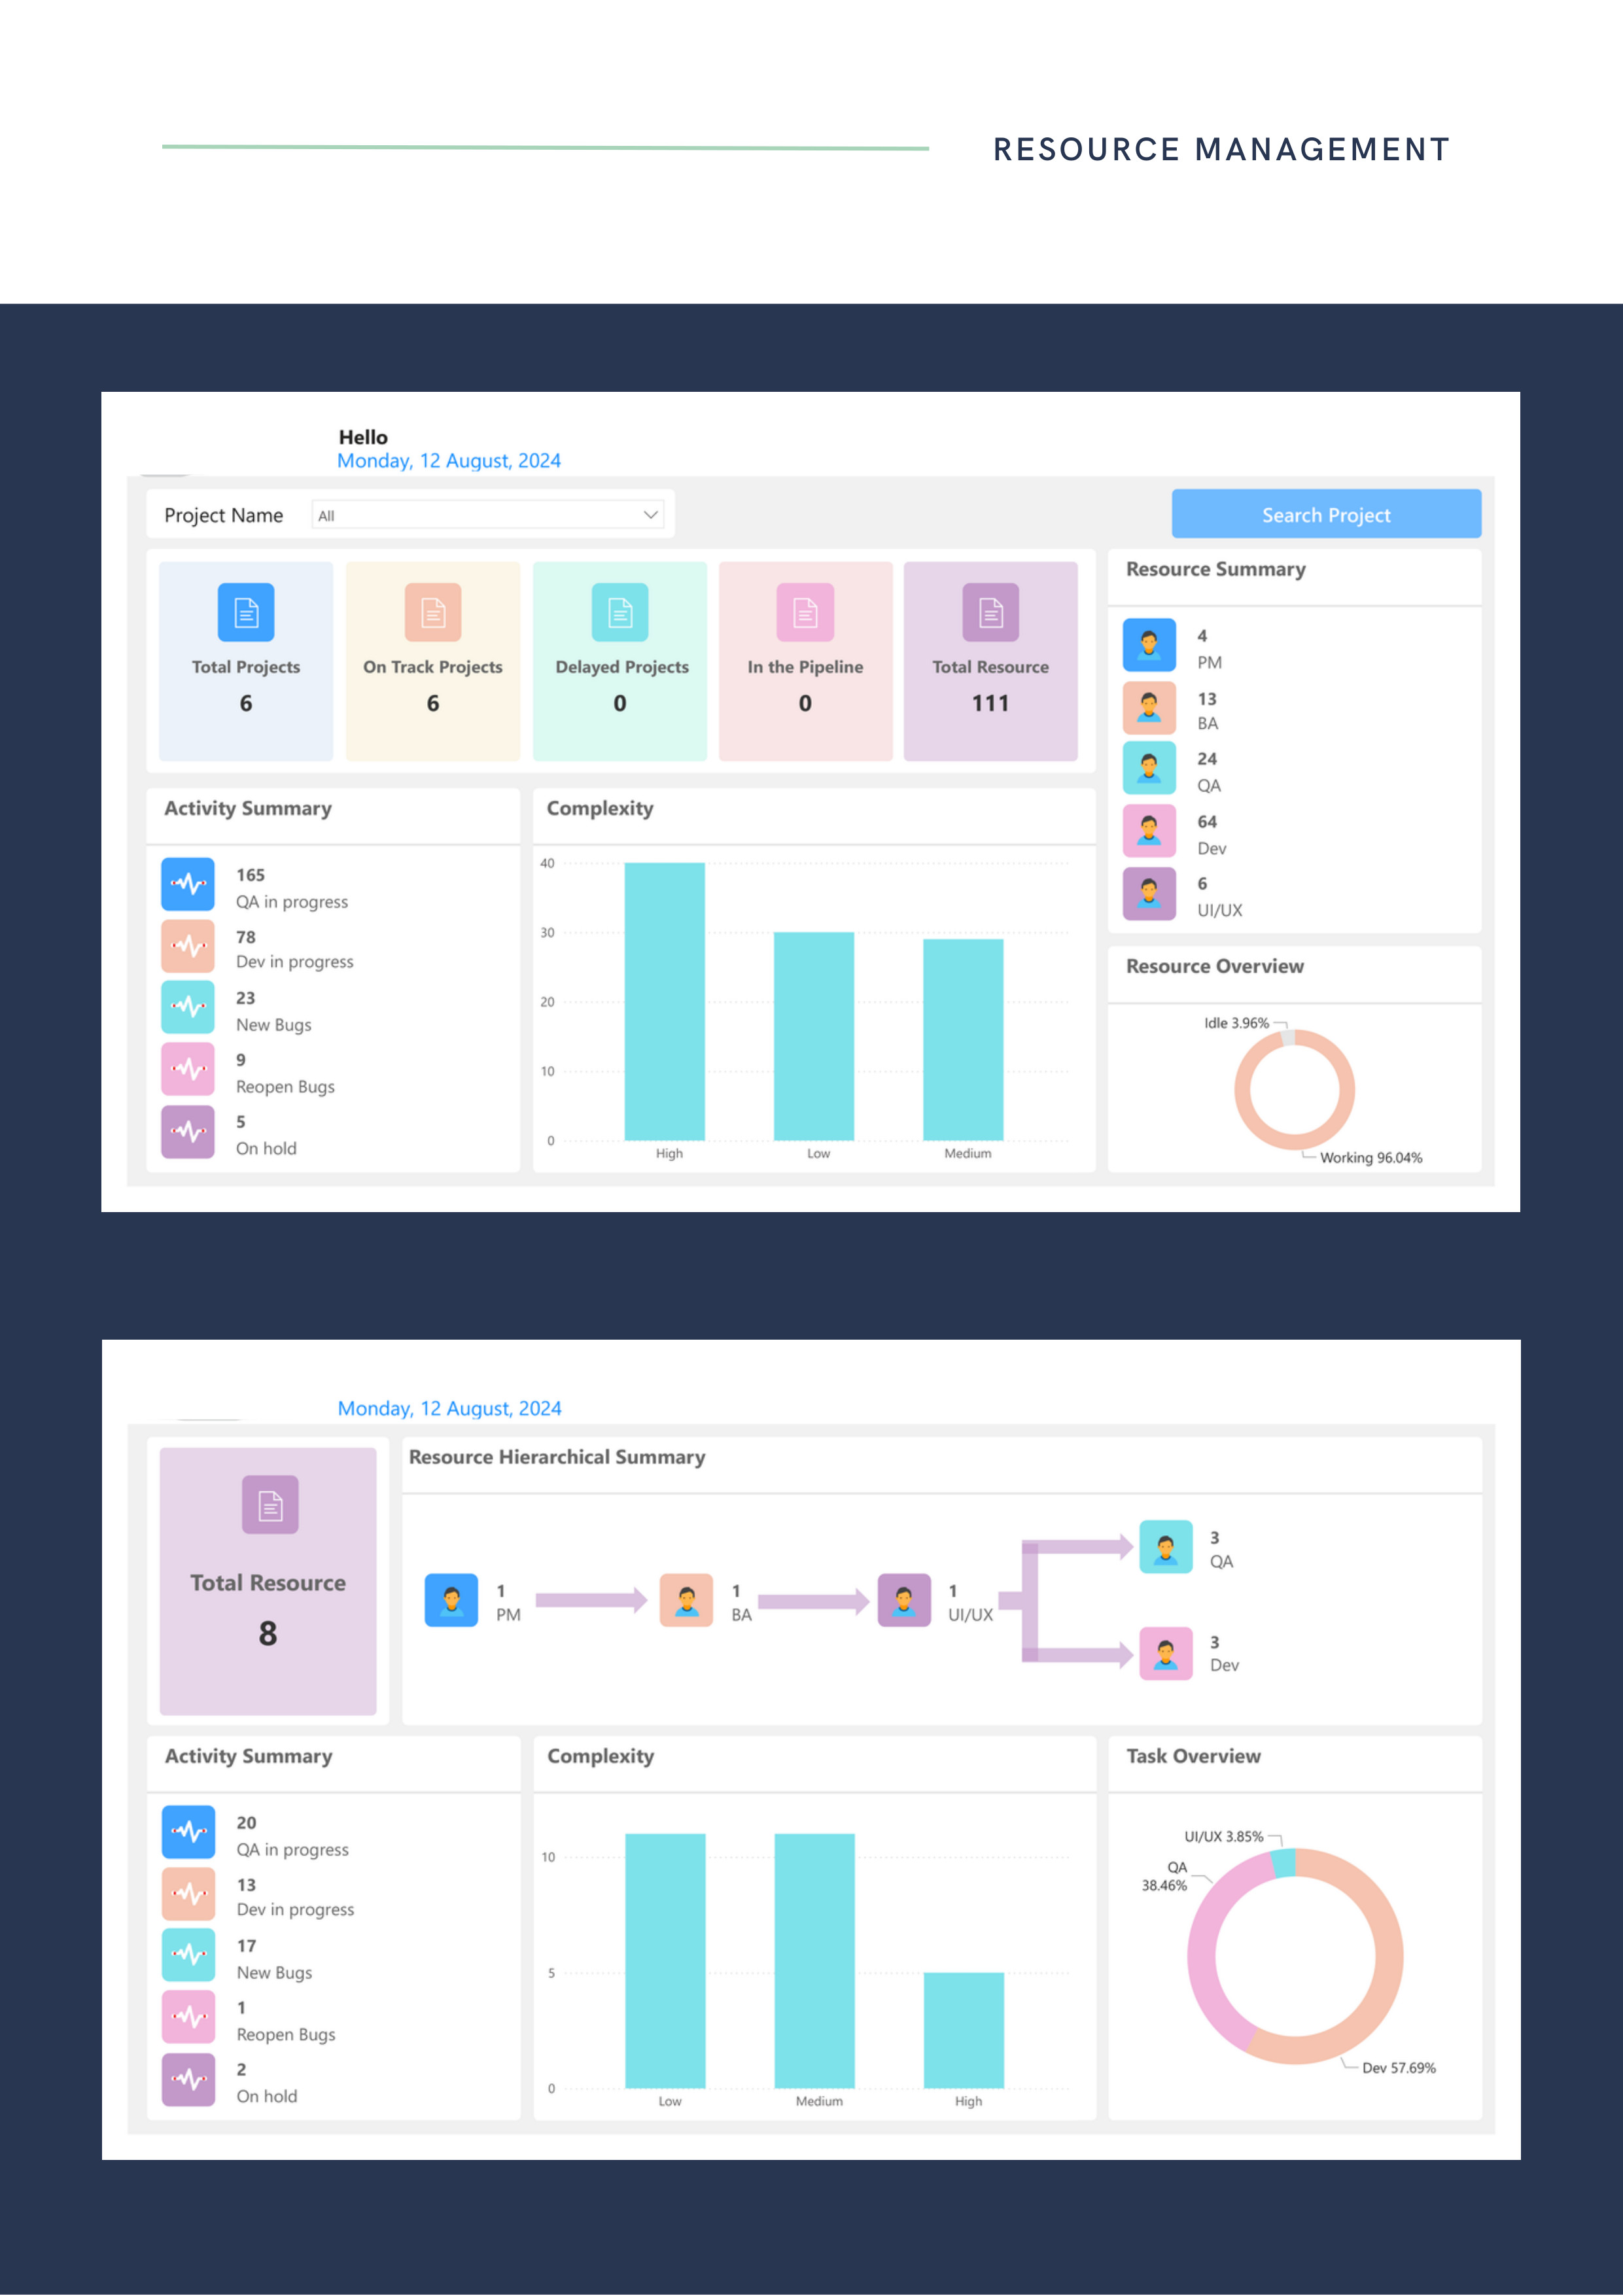 RESOURCE MANAGEMENT
Hello
Monday, 12 August, 2024
Project Name
All
Search Project
Total Projects
6
On Track Projects
6
Delayed Projects
0
In the Pipeline
0
Total Resource
111
Resource Summary
4
PM
13
BA
24
QA
64
Dev
6
UI/UX
Activity Summary
165
QA in progress
78
Dev in progress
23
New Bugs
9
Reopen Bugs
5
On hold
Complexity
40
30
20
10
0
High
Low
Medium
Resource Overview
Idle 3.96%
Working 96.04%
Monday, 12 August, 2024
Total Resource
8
Resource Hierarchical Summary
1
PM
1
BA
1
UI/UX
3
QA
3
Dev
Activity Summary
20
QA in progress
13
Dev in progress
17
New Bugs
1
Reopen Bugs
2
On hold
Complexity
10
5
0
Low
Medium
High
Task Overview
UI/UX 3.85%
QA
38.46%
Dev 57.69%